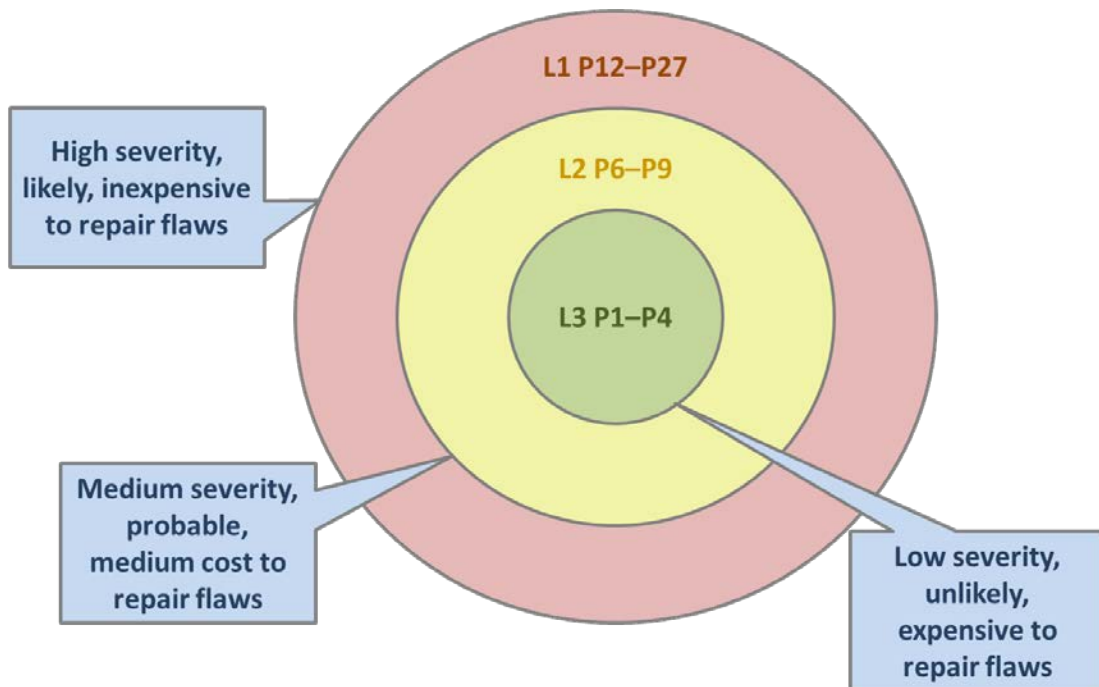 L1 P12–P27
High severity,
likely, inexpensive
to repair flaws
L2 P6–P9
L3 P1–P4
Medium severity,
probable,
medium cost to
repair flaws
Low severity,
unlikely,
expensive to
repair flaws